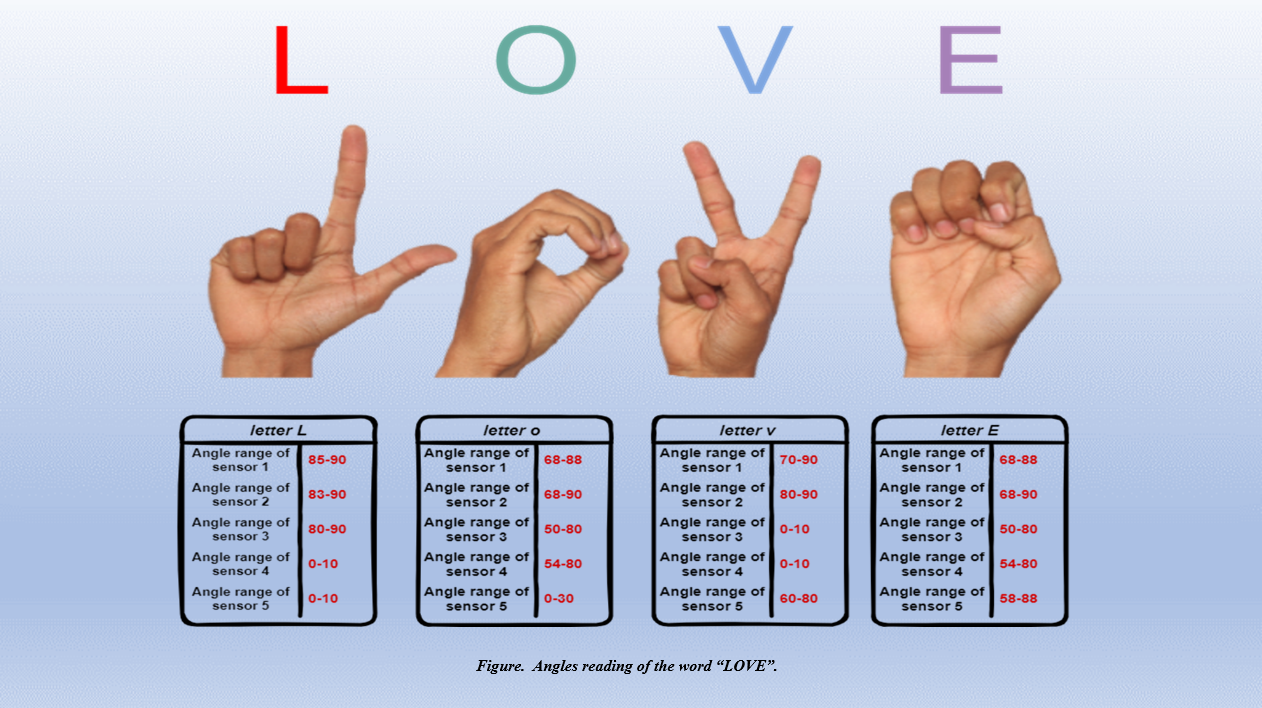 L O V E
letter L
Angle range of
sensor 1
85-90
Angle range of
sensor 2
83-90
Angle range of
sensor 3
80-90
Angle range of
sensor 4
0-10
Angle range of
sensor 5
0-10
letter o
Angle range of
sensor 1
68-88
Angle range of
sensor 2
68-90
Angle range of
sensor 3
50-80
Angle range of
sensor 4
54-80
Angle range of
sensor 5
0-30
letter v
Angle range of
sensor 1
70-90
Angle range of
sensor 2
80-90
Angle range of
sensor 3
0-10
Angle range of
sensor 4
0-10
Angle range of
sensor 5
60-80
letter E
Angle range of
sensor 1
68-88
Angle range of
sensor 2
68-90
Angle range of
sensor 3
50-80
Angle range of
sensor 4
54-80
Angle range of
sensor 5
58-88
Figure. Angles reading of the word “LOVE”.